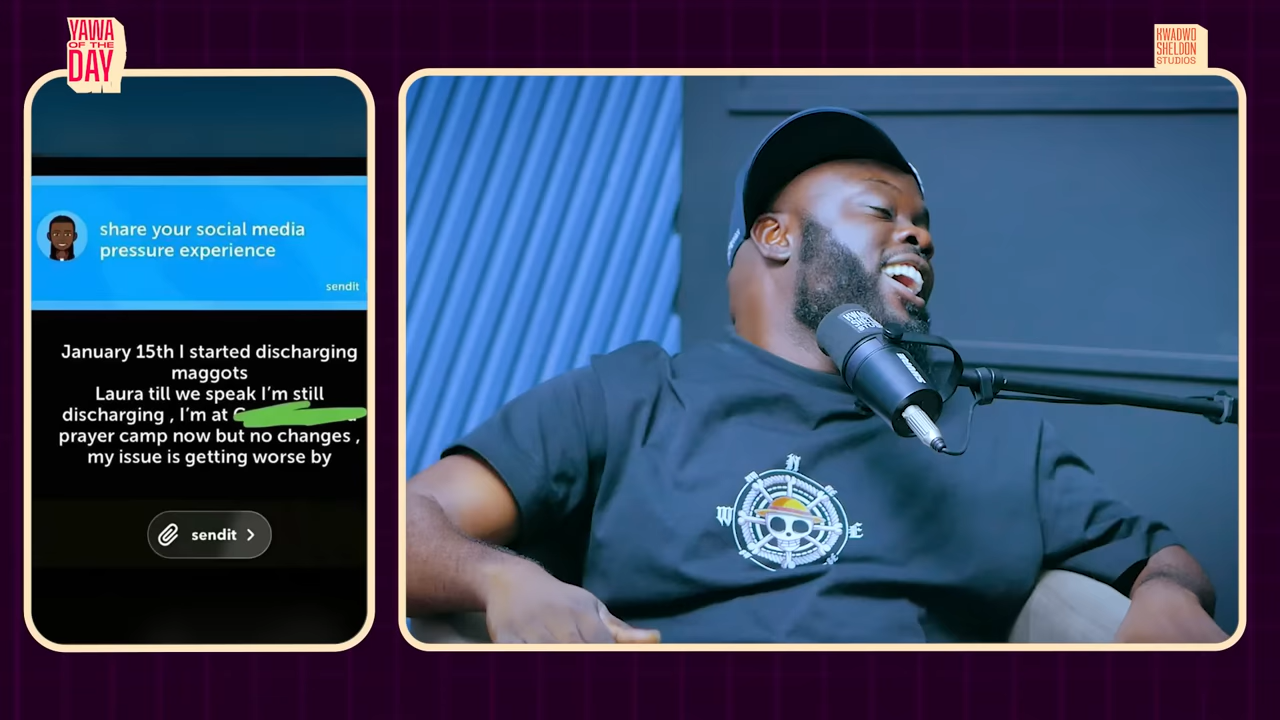 YAWA
OF THE
DAY
KWADWO
SHELDON
STUDIOS
share your social media
pressure experience
sendit
January 15th I started discharging
maggots
Laura till we speak I’m still
discharging , I’m at
prayer camp now but no changes ,
my issue is getting worse by
sendit
N
W
E